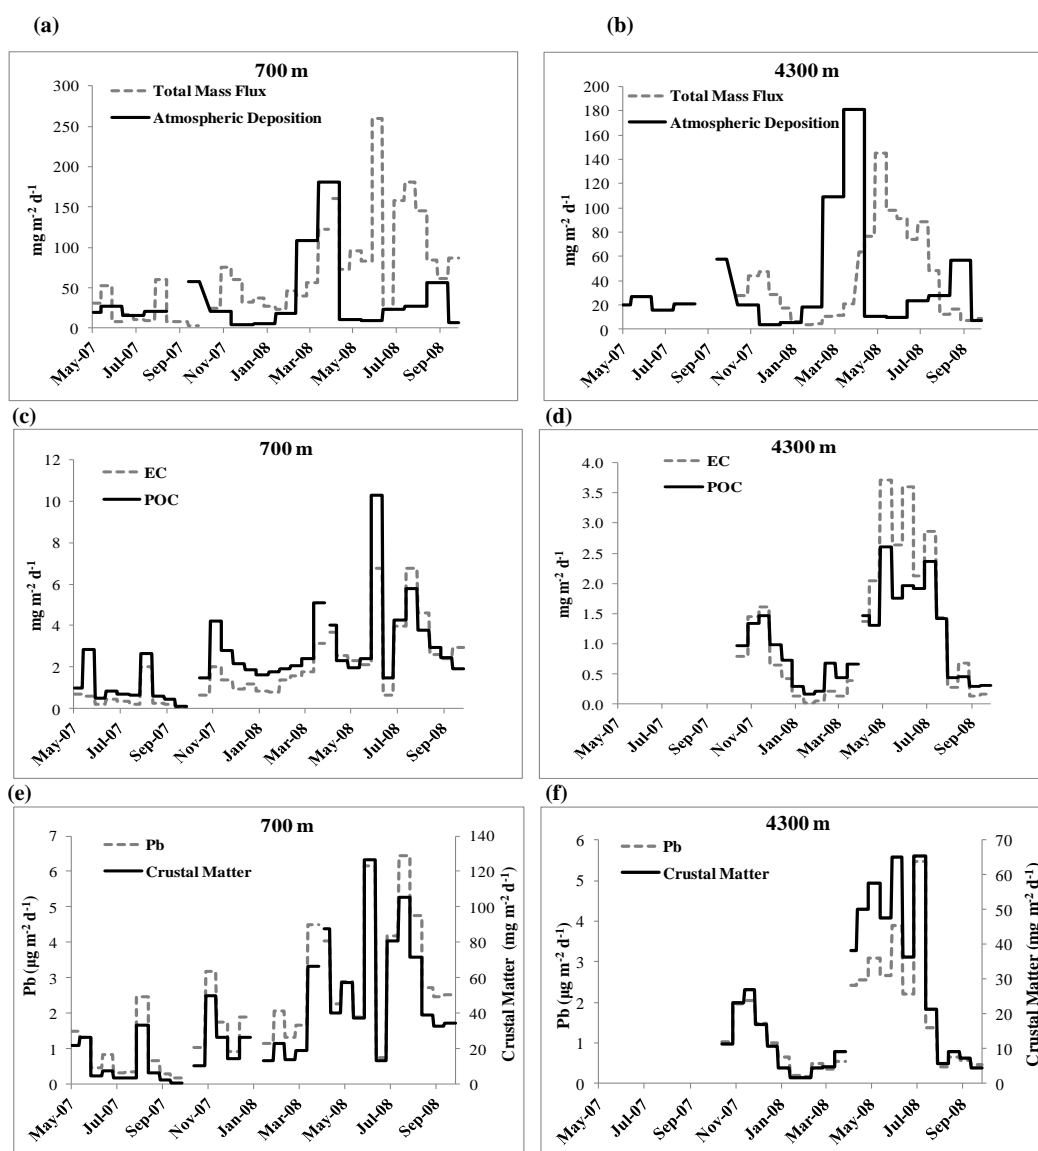 (a)
700 m
Total Mass Flux
Atmospheric Deposition
mg m-2 d-1
300
250
200
150
100
50
0
May-07 Jul-07 Sep-07 Nov-07 Jan-08 Mar-08 May-08 Jul-08 Sep-08
(b)
4300 m
Total Mass Flux
Atmospheric Deposition
mg m-2 d-1
200
180
160
140
120
100
80
60
40
20
0
May-07 Jul-07 Sep-07 Nov-07 Jan-08 Mar-08 May-08 Jul-08 Sep-08
(c)
700 m
EC
POC
mg m-2 d-1
12
10
8
6
4
2
0
May-07 Jul-07 Sep-07 Nov-07 Jan-08 Mar-08 May-08 Jul-08 Sep-08
(d)
4300 m
EC
POC
mg m-2 d-1
4.0
3.5
3.0
2.5
2.0
1.5
1.0
0.5
0.0
May-07 Jul-07 Sep-07 Nov-07 Jan-08 Mar-08 May-08 Jul-08 Sep-08
(e)
700 m
Pb
Crustal Matter
Pb (µg m-2 d-1)
7
6
5
4
3
2
1
0
140
120
100
80
60
40
20
0
Crustal Matter (mg m-2 d-1)
May-07 Jul-07 Sep-07 Nov-07 Jan-08 Mar-08 May-08 Jul-08 Sep-08
(f)
4300 m
Pb
Crustal Matter
Pb (µg m-2 d-1)
6
5
4
3
2
1
0
70
60
50
40
30
20
10
0
Crustal Matter (mg m-2 d-1)
May-07 Jul-07 Sep-07 Nov-07 Jan-08 Mar-08 May-08 Jul-08 Sep-08